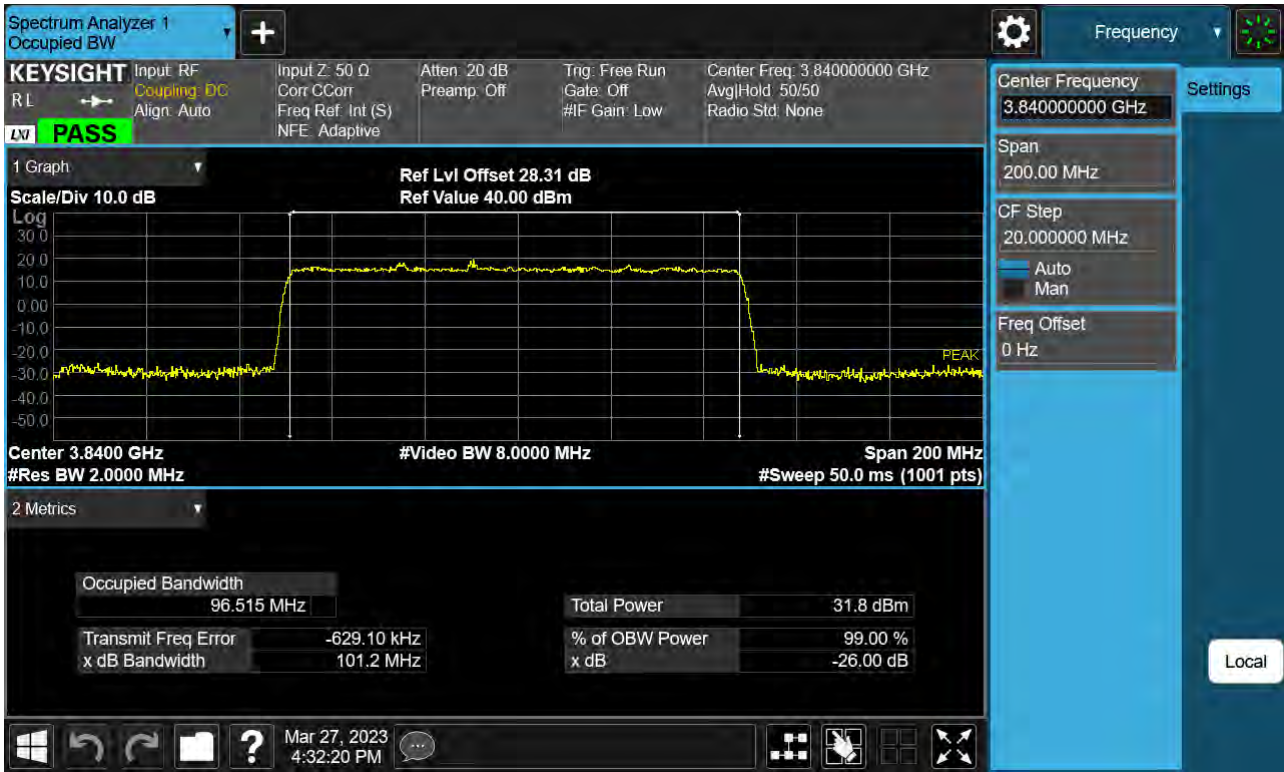 Spectrum Analyzer 1
Occupied BW
Frequency
KEYSIGHT
RL
LXI
PASS
Input: RF
Coupling: DC
Align: Auto
Input Z: 50 Ω
Corr CCorr
Freq Ref: Int (S)
NFE: Adaptive
Atten: 20 dB
Preamp: Off
Trig: Free Run
Gate: Off
#IF Gain: Low
Center Freq: 3.840000000 GHz
Avg|Hold: 50/50
Radio Std: None
Center Frequency
3.840000000 GHz
Settings
Span
200.00 MHz
CF Step
20.000000 MHz
Auto
Man
Freq Offset
0 Hz
Local
1 Graph
Scale/Div 10.0 dB
Ref Lvl Offset 28.31 dB
Ref Value 40.00 dBm
Log
30.0
20.0
10.0
0.00
-10.0
-20.0
-30.0
-40.0
-50.0
PEAK
Center 3.8400 GHz
#Video BW 8.0000 MHz
Span 200 MHz
#Res BW 2.0000 MHz
#Sweep 50.0 ms (1001 pts)
2 Metrics
Occupied Bandwidth
96.515 MHz
Total Power 31.8 dBm
Transmit Freq Error -629.10 kHz
% of OBW Power 99.00 %
x dB Bandwidth 101.2 MHz
x dB -26.00 dB
?
Mar 27, 2023
4:32:20 PM